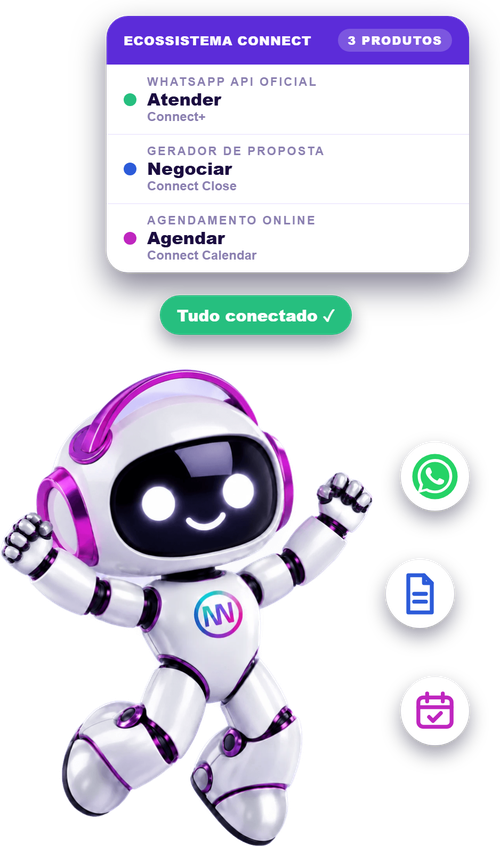 ECOSSISTEMA CONNECT
3 PRODUTOS
WHATSAPP API OFICIAL
Atender
Connect+
GERADOR DE PROPOSTA
Negociar
Connect Close
AGENDAMENTO ONLINE
Agendar
Connect Calendar
Tudo conectado ✓